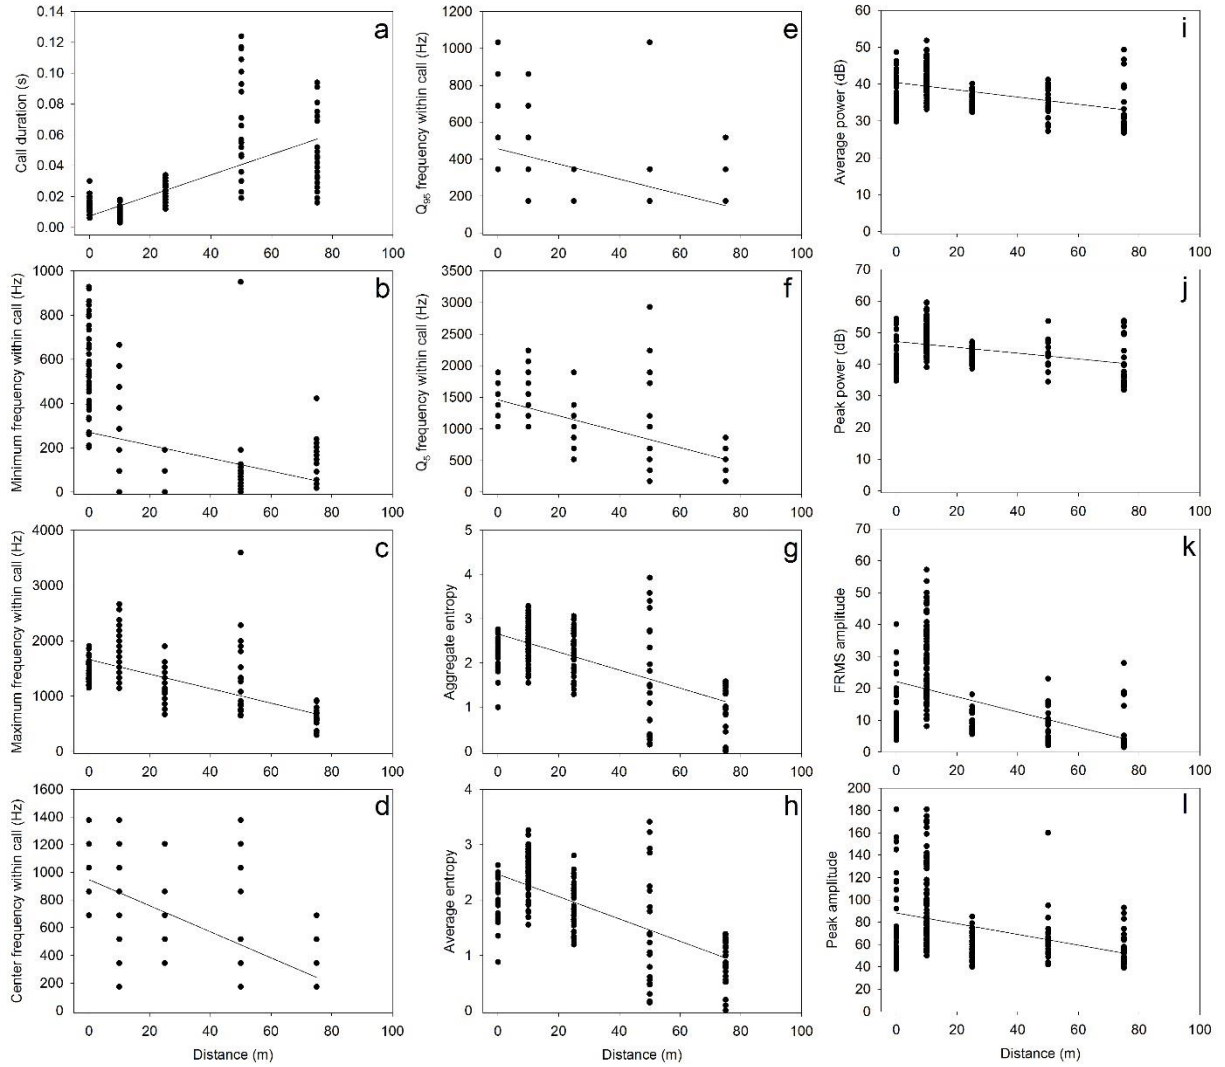 a
Call duration (s)
0.14
0.12
0.10
0.08
0.06
0.04
0.02
0.00
0 20 40 60 80 100
b
Minimum frequency within call (Hz)
1000
800
600
400
200
0
0 20 40 60 80 100
c
Maximum frequency within call (Hz)
4000
3000
2000
1000
0
0 20 40 60 80 100
d
Center frequency within call (Hz)
1600
1400
1200
1000
800
600
400
200
0
0 20 40 60 80 100
Distance (m)
e
Q95 frequency within call (Hz)
1200
1000
800
600
400
200
0
0 20 40 60 80 100
f
Q5 frequency within call (Hz)
3500
3000
2500
2000
1500
1000
500
0
0 20 40 60 80 100
g
Aggregate entropy
5
4
3
2
1
0
0 20 40 60 80 100
h
Average entropy
4
3
2
1
0
0 20 40 60 80 100
Distance (m)
i
Average power (dB)
60
50
40
30
20
10
0
0 20 40 60 80 100
j
Peak power (dB)
70
60
50
40
30
20
10
0
0 20 40 60 80 100
k
FRMS amplitude
70
60
50
40
30
20
10
0
0 20 40 60 80 100
l
Peak amplitude
200
180
160
140
120
100
80
60
40
20
0
0 20 40 60 80 100
Distance (m)